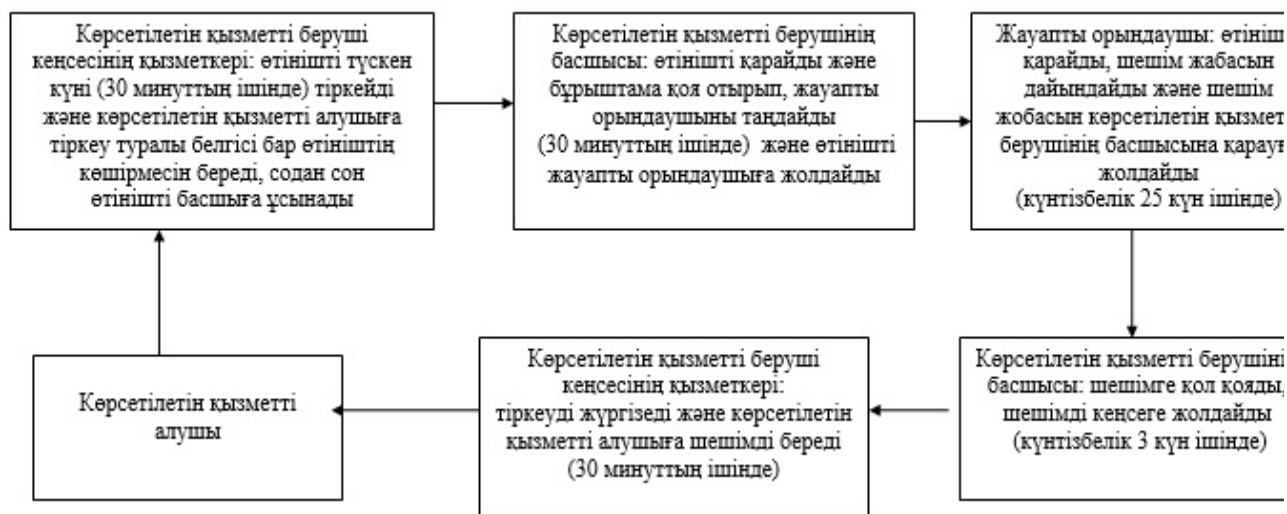 Көрсетілетін қызметті беруші
кеңсесінің қызметкері: өтінішті түскен
күні (30 минуттың ішінде) тіркейді
және көрсетілетін қызметті алушыға
тіркеу туралы белгісі бар өтініштің
көшірмесін береді, содан сон
өтінішті басшыға ұсынады
Көрсетілетін қызметті берушінің
басшысы: өтінішті қарайды және
бұрыштама қоя отырып, жауапты
орындаушыны таңдайды
(30 минуттың ішінде) және өтінішті
жауапты орындаушыға жолдайды
Жауапты орындаушы:
қарайды, шешім жабасын
дайындайды және шешім
жобасын көрсетілетін
берушінің басшысына
жолдайды
(күнтізбелік 25 күн ішінде)
Көрсетілетін қызметті
басшысы: шешімге қол қояды,
шешімді кеңсеге жолдайды
(күнтізбелік 3 күн ішінде)
Көрсетілетін қызметті беруші
кеңсесінің қызметкері:
тіркеуді жүргізеді және көрсетілетін
қызметті алушыға шешімді береді
(30 минуттың ішінде)
Көрсетілетін қызметті
алушы